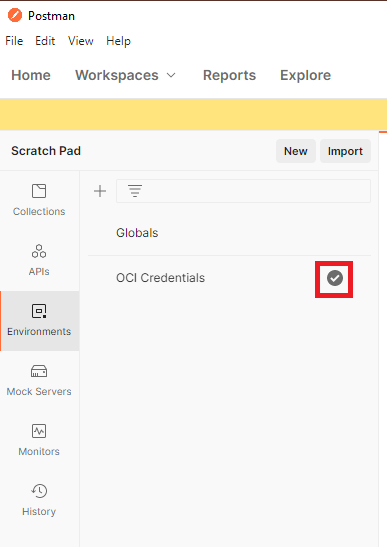 Postman
File Edit View Help
Home Workspaces Reports Explore
Scratch Pad New Import
Collections
APIs
Environments
Mock Servers
Monitors
History
Globals
OCI Credentials